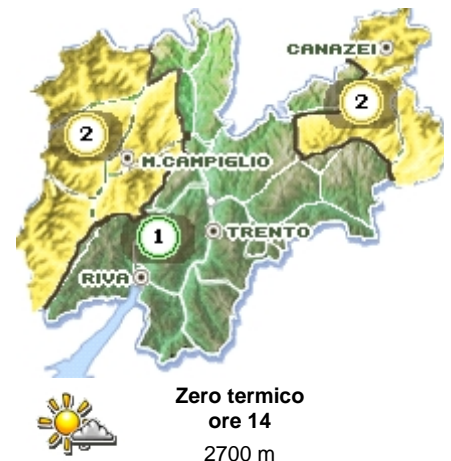 CANAZEI
2
2
M.CAMPIGLIO
1
TRENTO
RIVA
Zero termico
ore 14
2700 m